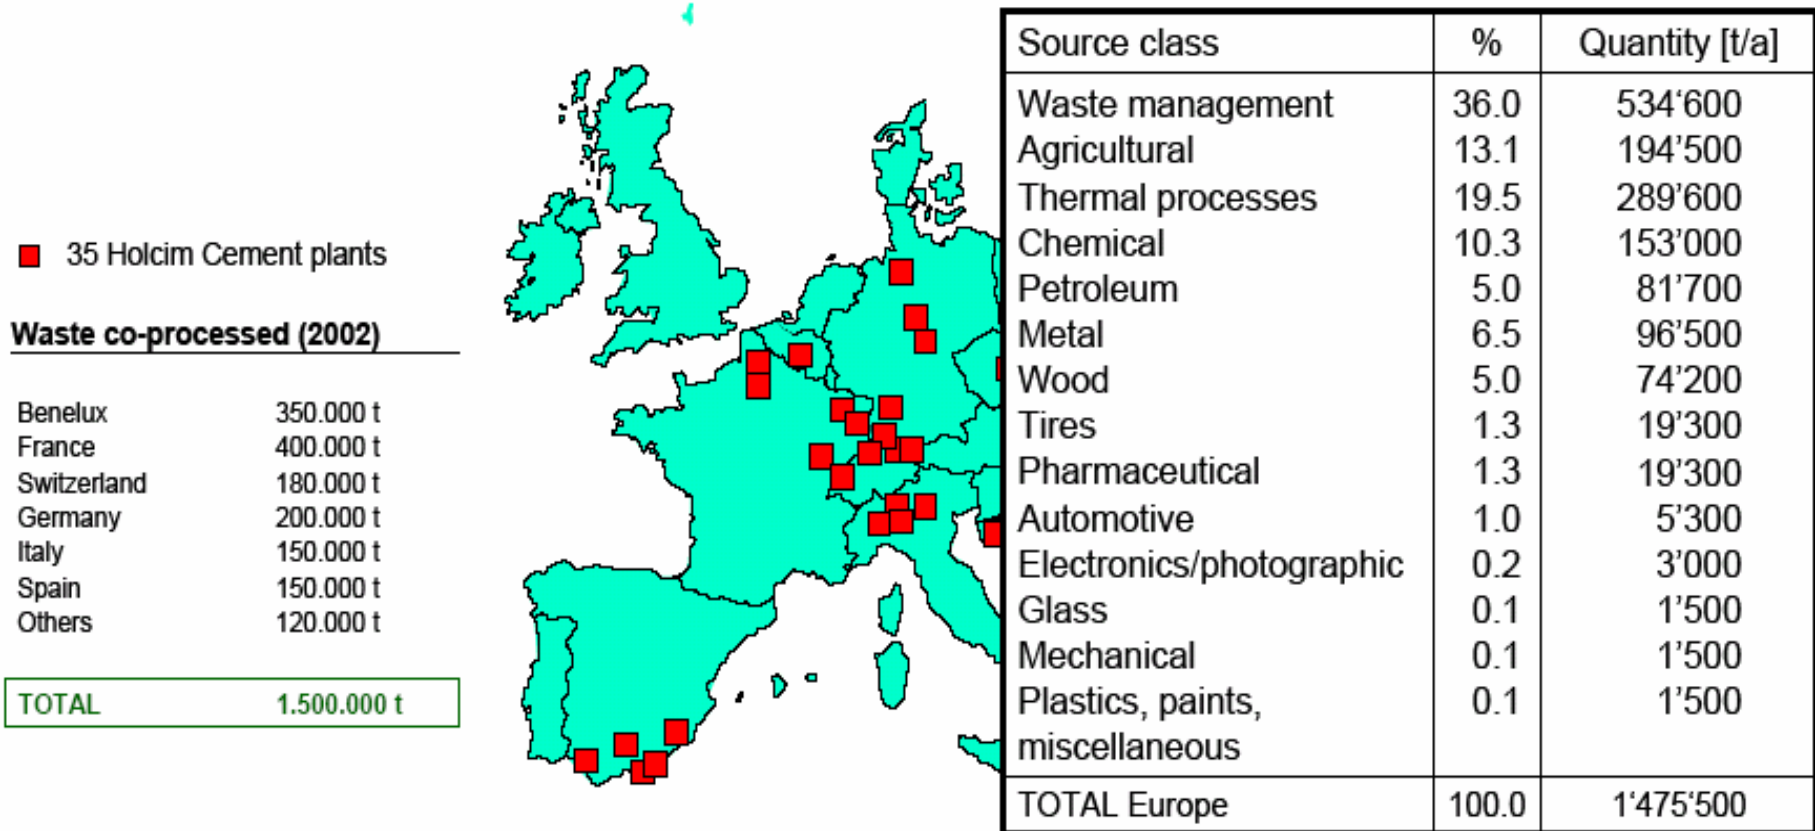 35 Holcim Cement plants
Waste co-processed (2002)
Benelux 350.000 t
France 400.000 t
Switzerland 180.000 t
Germany 200.000 t
Italy 150.000 t
Spain 150.000 t
Others 120.000 t
TOTAL 1.500.000 t
Source class % Quantity [t/a]
Waste management 36.0 534‘600
Agricultural 13.1 194’500
Thermal processes 19.5 289’600
Chemical 10.3 153’000
Petroleum 5.0 81’700
Metal 6.5 96’500
Wood 5.0 74’200
Tires 1.3 19’300
Pharmaceutical 1.3 19’300
Automotive 1.0 5’300
Electronics/photographic 0.2 3’000
Glass 0.1 1’500
Mechanical 0.1 1’500
Plastics, paints, 0.1 1’500
miscellaneous
TOTAL Europe 100.0 1‘475‘500